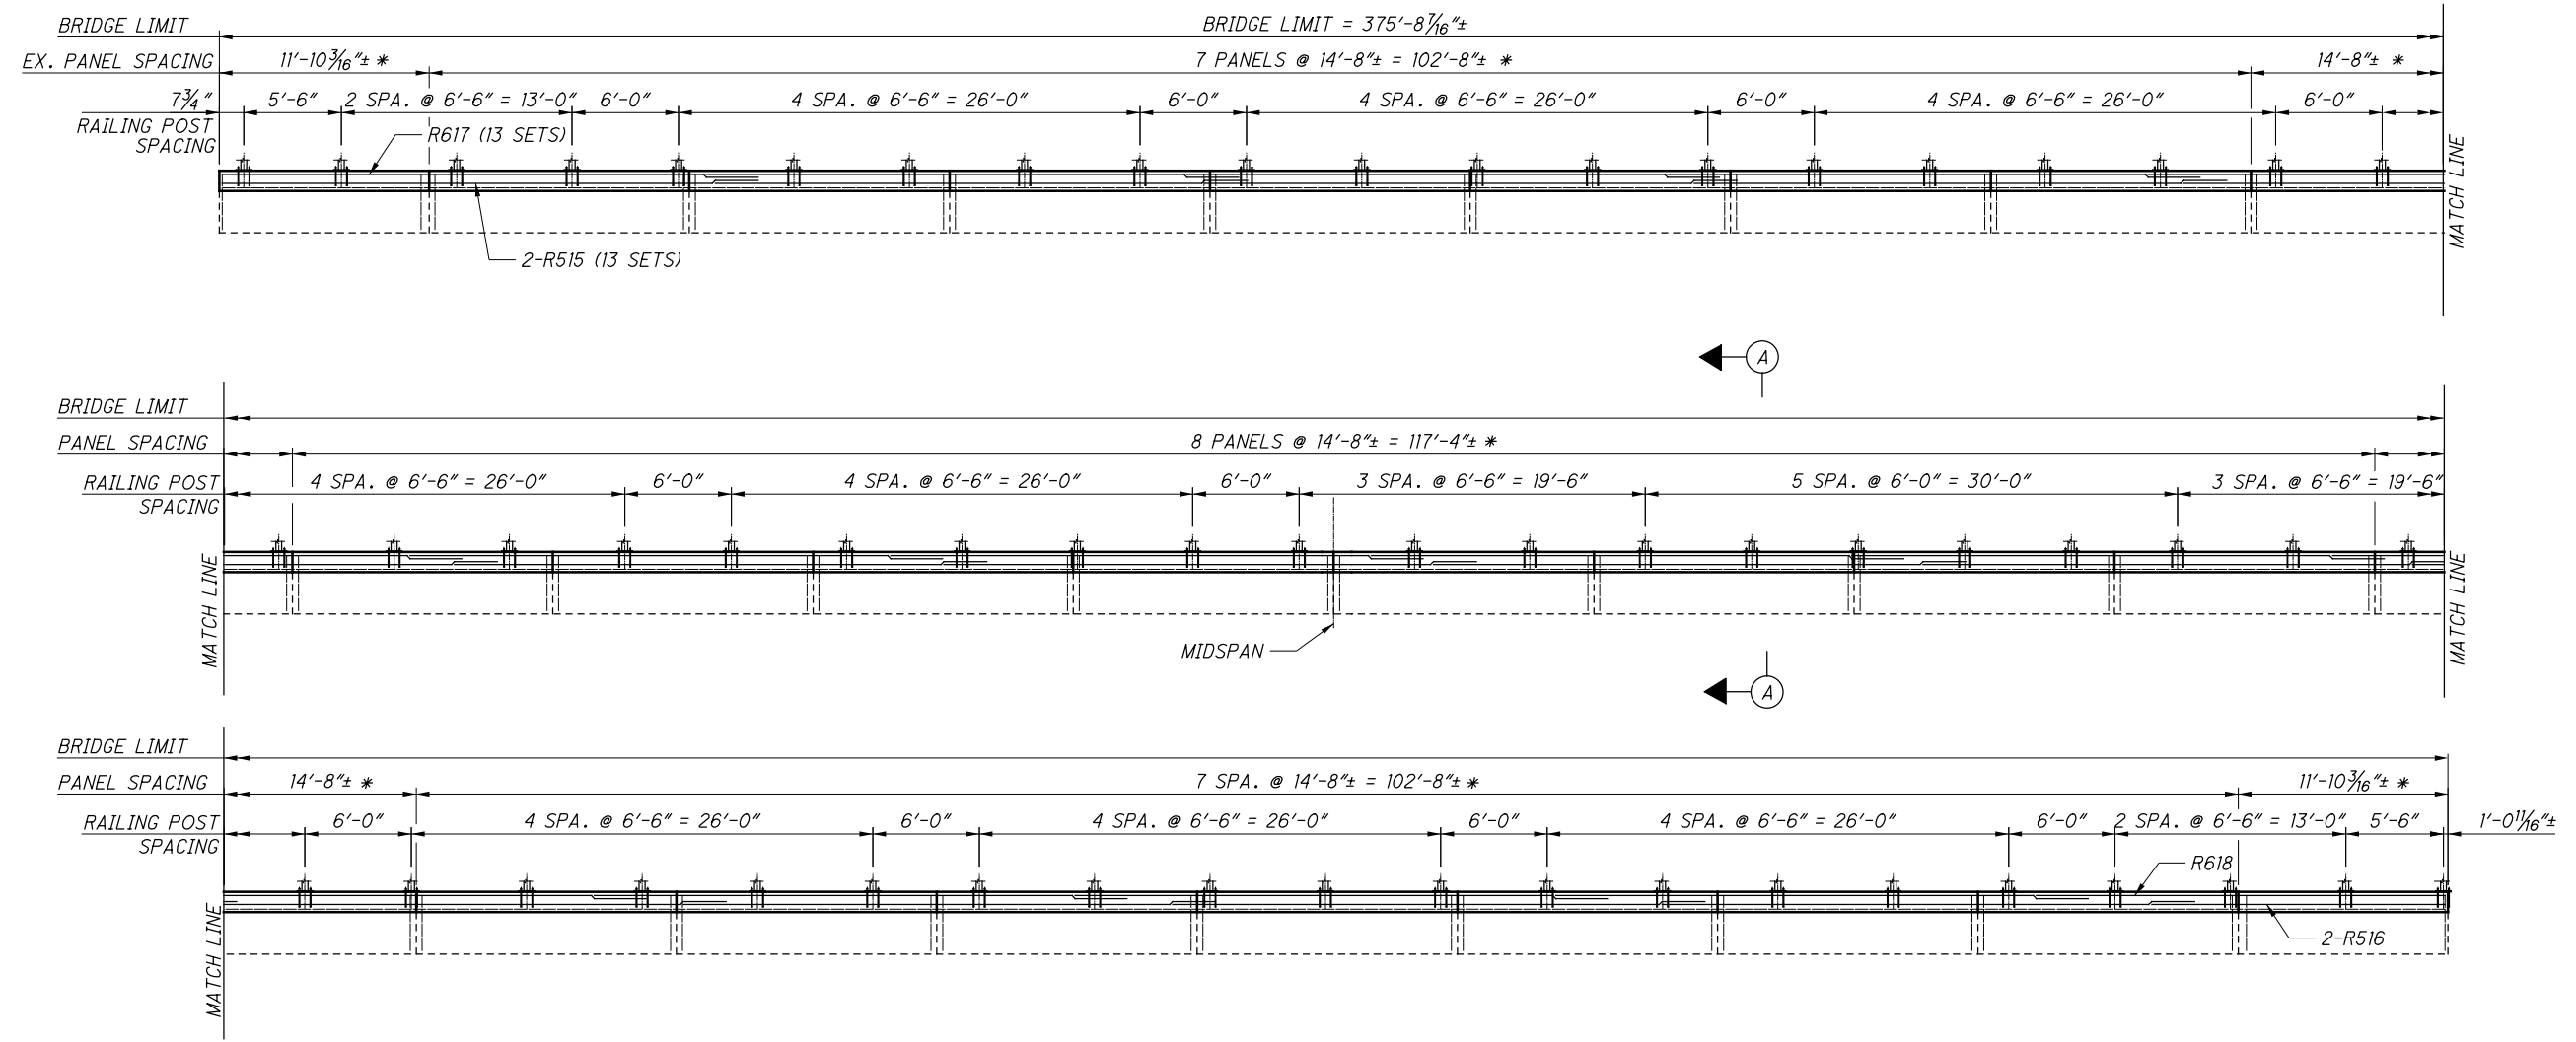 BRIDGE LIMIT
BRIDGE LIMIT = 375'-8 7/16"±
EX. PANEL SPACING
11'-10 3/16"± *
7 PANELS @ 14'-8"± = 102'-8"± *
14'-8"± *
7 3/4"
5'-6"
2 SPA. @ 6'-6" = 13'-0"
6'-0"
4 SPA. @ 6'-6" = 26'-0"
6'-0"
4 SPA. @ 6'-6" = 26'-0"
6'-0"
4 SPA. @ 6'-6" = 26'-0"
6'-0"
RAILING POST
SPACING
R617 (13 SETS)
2-R515 (13 SETS)
MATCH LINE
A
BRIDGE LIMIT
PANEL SPACING
8 PANELS @ 14'-8"± = 117'-4"± *
RAILING POST
SPACING
4 SPA. @ 6'-6" = 26'-0"
6'-0"
4 SPA. @ 6'-6" = 26'-0"
6'-0"
3 SPA. @ 6'-6" = 19'-6"
5 SPA. @ 6'-0" = 30'-0"
3 SPA. @ 6'-6" = 19'-6"
MATCH LINE
MATCH LINE
MIDSPAN
A
BRIDGE LIMIT
PANEL SPACING
14'-8"± *
7 SPA. @ 14'-8"± = 102'-8"± *
11'-10 3/16"± *
RAILING POST
SPACING
6'-0"
4 SPA. @ 6'-6" = 26'-0"
6'-0"
4 SPA. @ 6'-6" = 26'-0"
6'-0"
4 SPA. @ 6'-6" = 26'-0"
6'-0"
2 SPA. @ 6'-6" = 13'-0"
5'-6"
1'-0 11/16"±
R618
2-R516
MATCH LINE